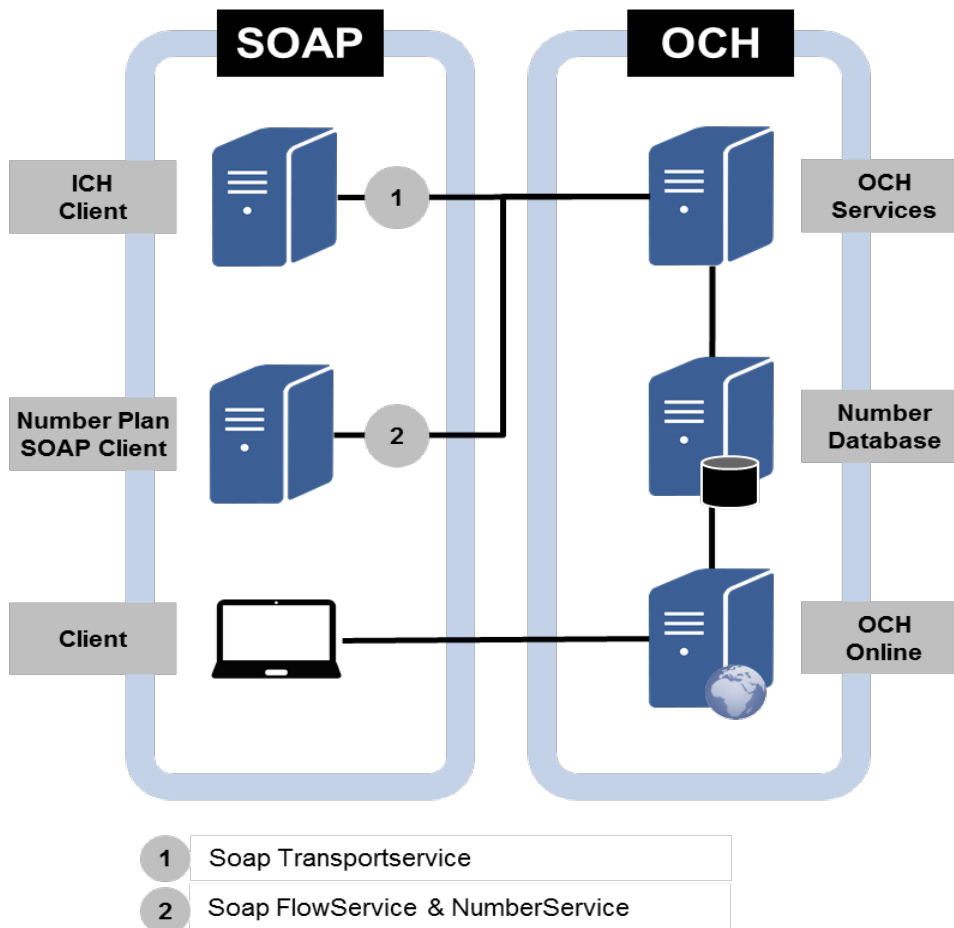 SOAP
OCH
ICH
Client
1
OCH
Services
Number Plan
SOAP Client
2
Number
Database
Client
OCH
Online
1 Soap Transportservice
2 Soap FlowService & NumberService